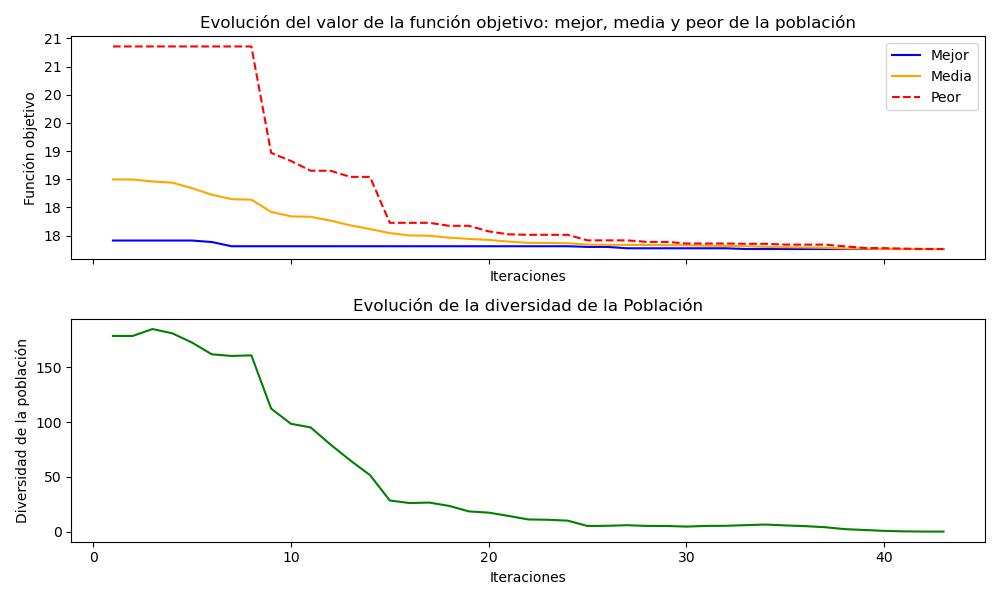 Evolución del valor de la función objetivo: mejor, media y peor de la población
21
21
20
20
19
19
18
18
Función objetivo
Mejor
Media
Peor
Iteraciones
Evolución de la diversidad de la Población
150
100
50
0
Diversidad de la población
0 10 20 30 40
Iteraciones